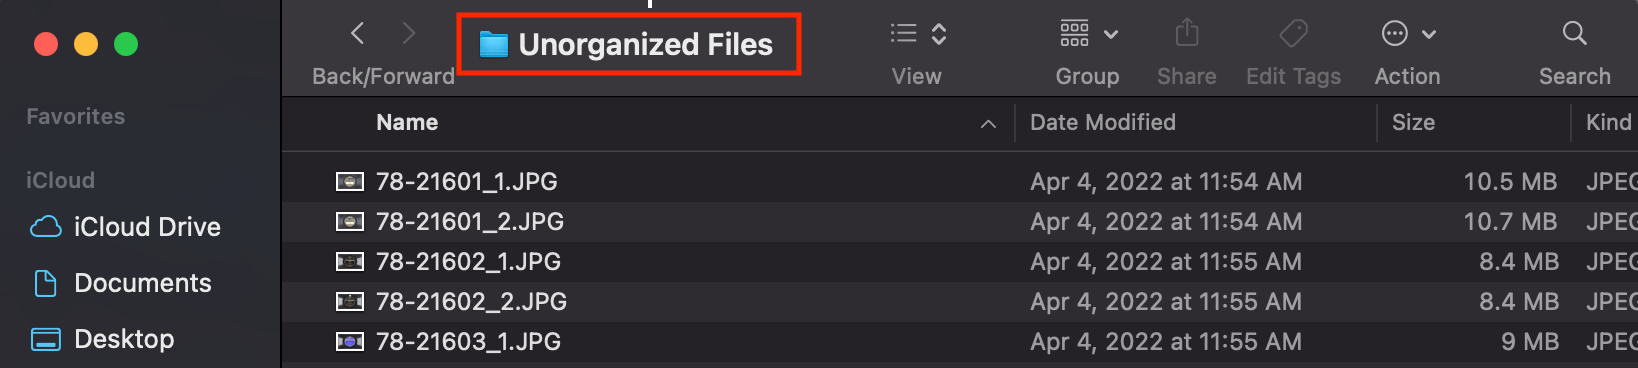 Unorganized Files
Back/Forward
View
Group
Share
Edit Tags
Action
Search
Favorites
iCloud
iCloud Drive
Documents
Desktop
Name Date Modified Size Kind
78-21601_1.JPG Apr 4, 2022 at 11:54 AM 10.5 MB JPEG
78-21601_2.JPG Apr 4, 2022 at 11:54 AM 10.7 MB JPEG
78-21602_1.JPG Apr 4, 2022 at 11:55 AM 8.4 MB JPEG
78-21602_2.JPG Apr 4, 2022 at 11:55 AM 8.4 MB JPEG
78-21603_1.JPG Apr 4, 2022 at 11:55 AM 9 MB JPEG